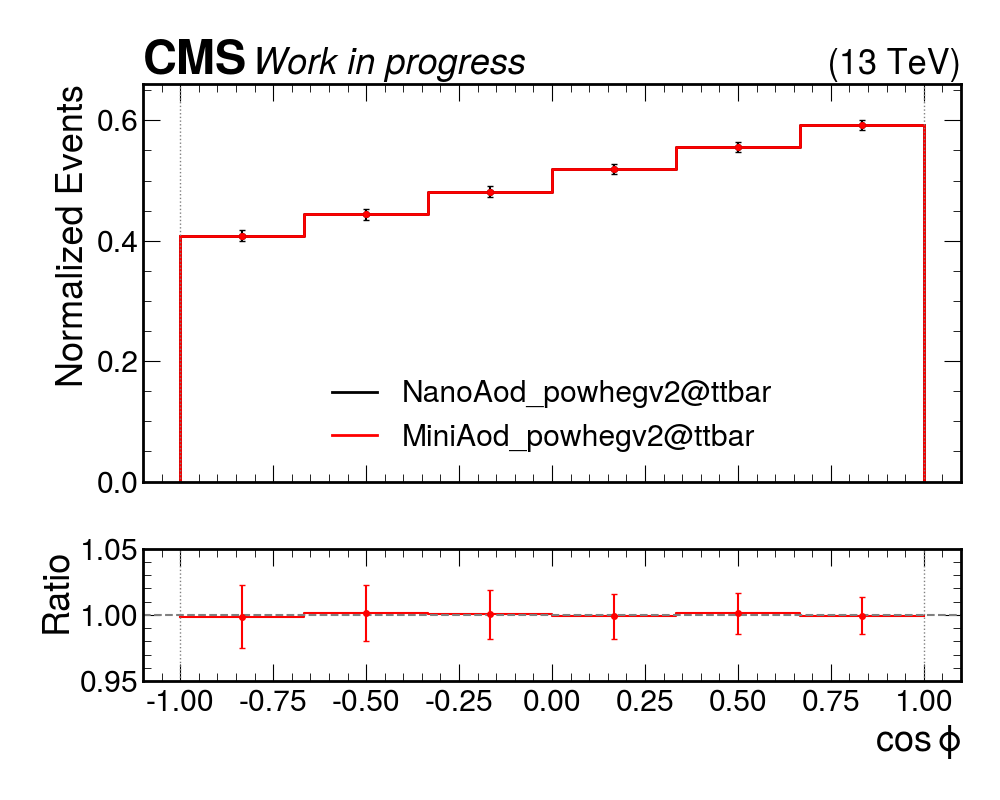 CMS Work in progress (13 TeV)
Normalized Events
0.6
0.4
0.2
0.0
NanoAod_powhegv2@ttbar
MiniAod_powhegv2@ttbar
Ratio
1.05
1.00
0.95
-1.00 -0.75 -0.50 -0.25 0.00 0.25 0.50 0.75 1.00
cos ϕ